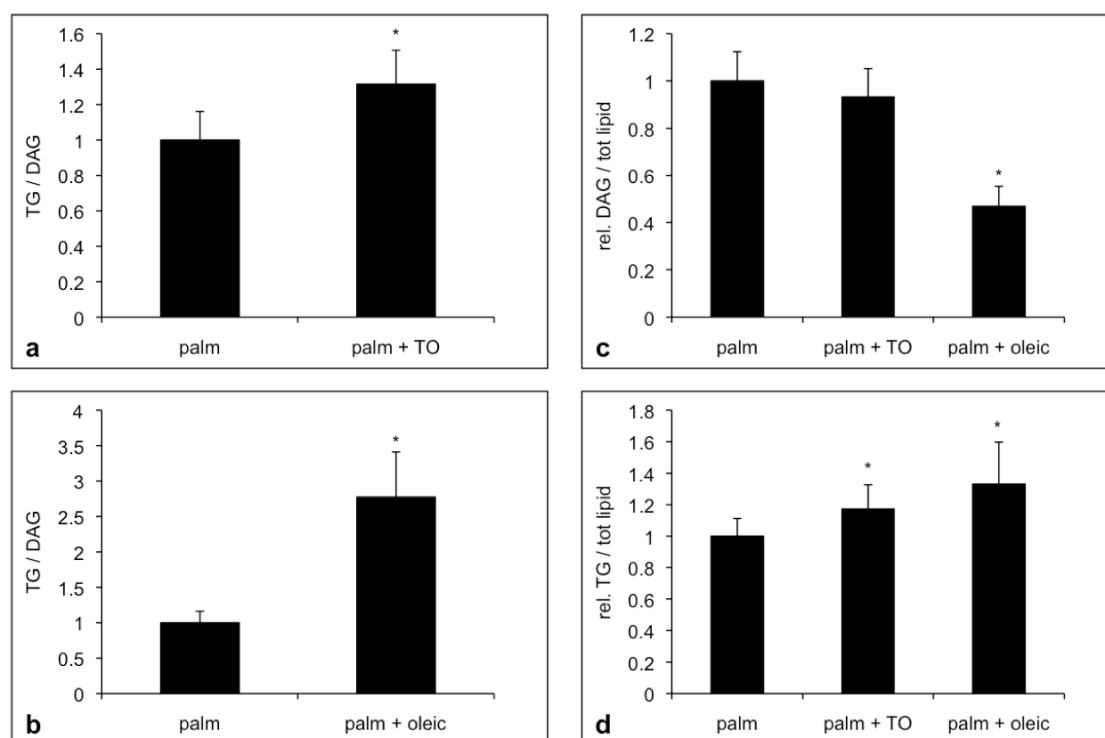 1.6
1.4
1.2
1
0.8
0.6
0.4
0.2
0
TG / DAG
*
palm
palm + TO
a
1.2
1
0.8
0.6
0.4
0.2
0
rel. DAG / tot lipid
*
palm
palm + TO
palm + oleic
c
4
3.5
3
2.5
2
1.5
1
0.5
0
TG / DAG
*
palm
palm + oleic
b
1.8
1.6
1.4
1.2
1
0.8
0.6
0.4
0.2
0
rel. TG / tot lipid
*
*
palm
palm + TO
palm + oleic
d